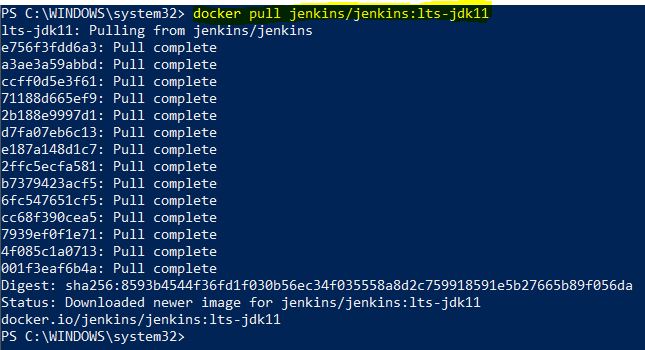 PS C:\WINDOWS\system32> docker pull jenkins/jenkins:lts-jdk11
lts-jdk11: Pulling from jenkins/jenkins
e756f3fdd6a3: Pull complete
a3ae3a59abbd: Pull complete
ccff0d5e3f61: Pull complete
71188d665ef9: Pull complete
2b188e9997d1: Pull complete
d7fa07eb6c13: Pull complete
e187a148d1c7: Pull complete
2ffc5ecfa581: Pull complete
b7379423acf5: Pull complete
6fc547651cf5: Pull complete
cc68f390cea5: Pull complete
7939ef0f1e71: Pull complete
4f085c1a0713: Pull complete
001f3eaf6b4a: Pull complete
Digest: sha256:8593b4544f36fd1f030b56ec34f035558a8d2c759918591e5b27665b89f056da
Status: Downloaded newer image for jenkins/jenkins:lts-jdk11
docker.io/jenkins/jenkins:lts-jdk11
PS C:\WINDOWS\system32>